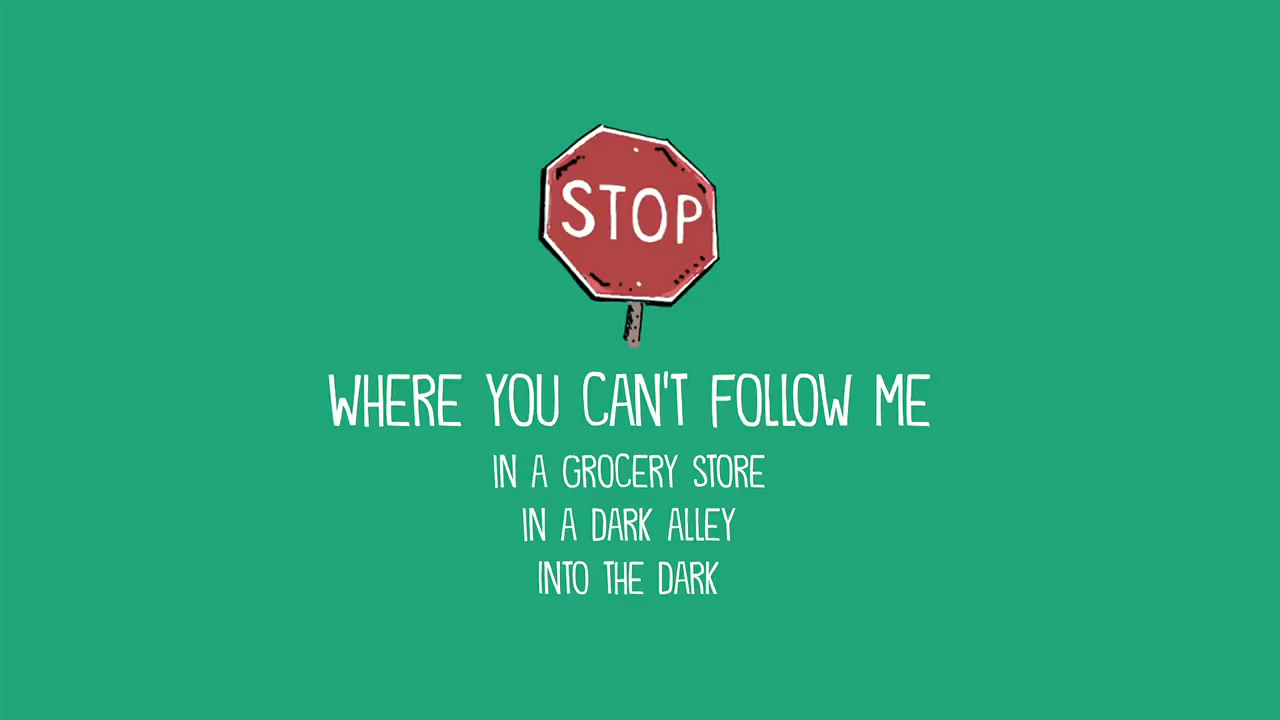 STOP
WHERE YOU CAN'T FOLLOW ME
IN A GROCERY STORE
IN A DARK ALLEY
INTO THE DARK